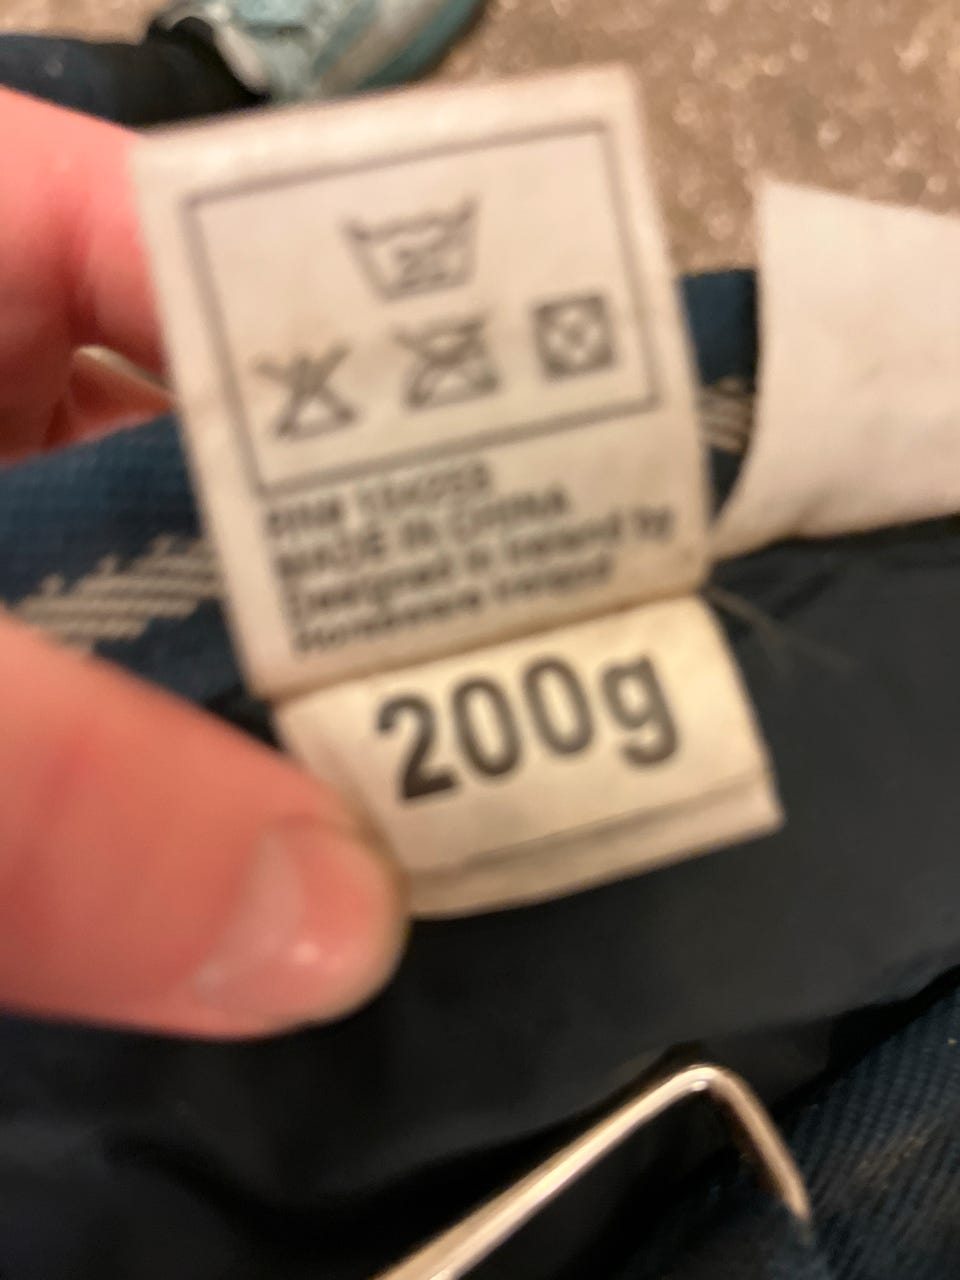 MADE IN CHINA
Designed in Ireland by
Horseware Ireland
200g